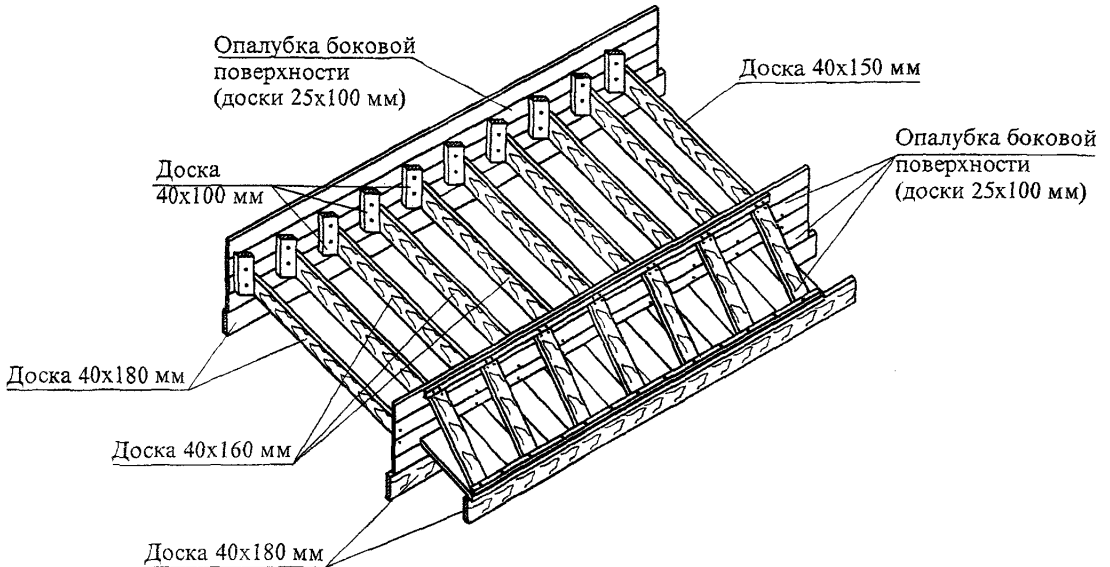 Опалубка боковой
поверхности
(доски 25х100 мм)
Доска 40х150 мм
Опалубка боковой
поверхности
(доски 25х100 мм)
Доска
40х100 мм
Доска 40х180 мм
Доска 40х160 мм
Доска 40х180 мм